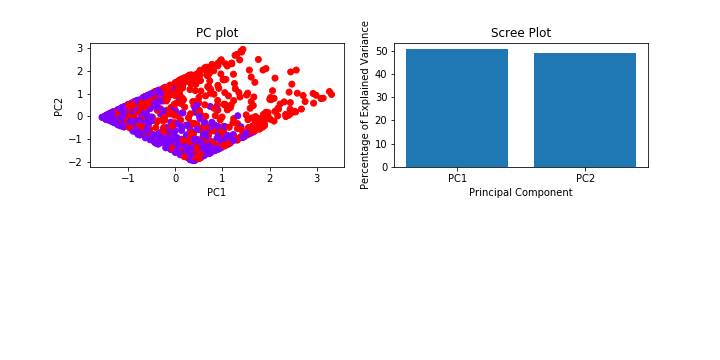 PC plot
3
2
1
0
−1
−2
PC2
−1
0
1
2
3
PC1
Scree Plot
50
40
30
20
10
0
Percentage of Explained Variance
PC1
PC2
Principal Component